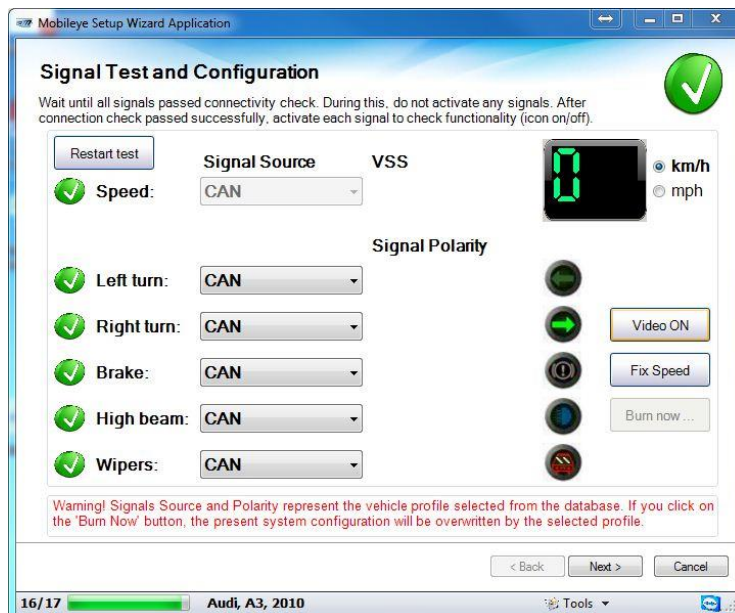 Mobileye Setup Wizard Application
Signal Test and Configuration
Wait until all signals passed connectivity check. During this, do not activate any signals. After
connection check passed successfully, activate each signal to check functionality (icon on/off).
Restart test
Signal Source VSS
0
km/h
mph
Speed: CAN
Signal Polarity
Left turn: CAN
Right turn: CAN Video ON
Brake: CAN Fix Speed
High beam: CAN Burn now ...
Wipers: CAN
Warning! Signals Source and Polarity represent the vehicle profile selected from the database. If you click on
the 'Burn Now' button, the present system configuration will be overwritten by the selected profile.
< Back Next > Cancel
16/17 Audi, A3, 2010 Tools